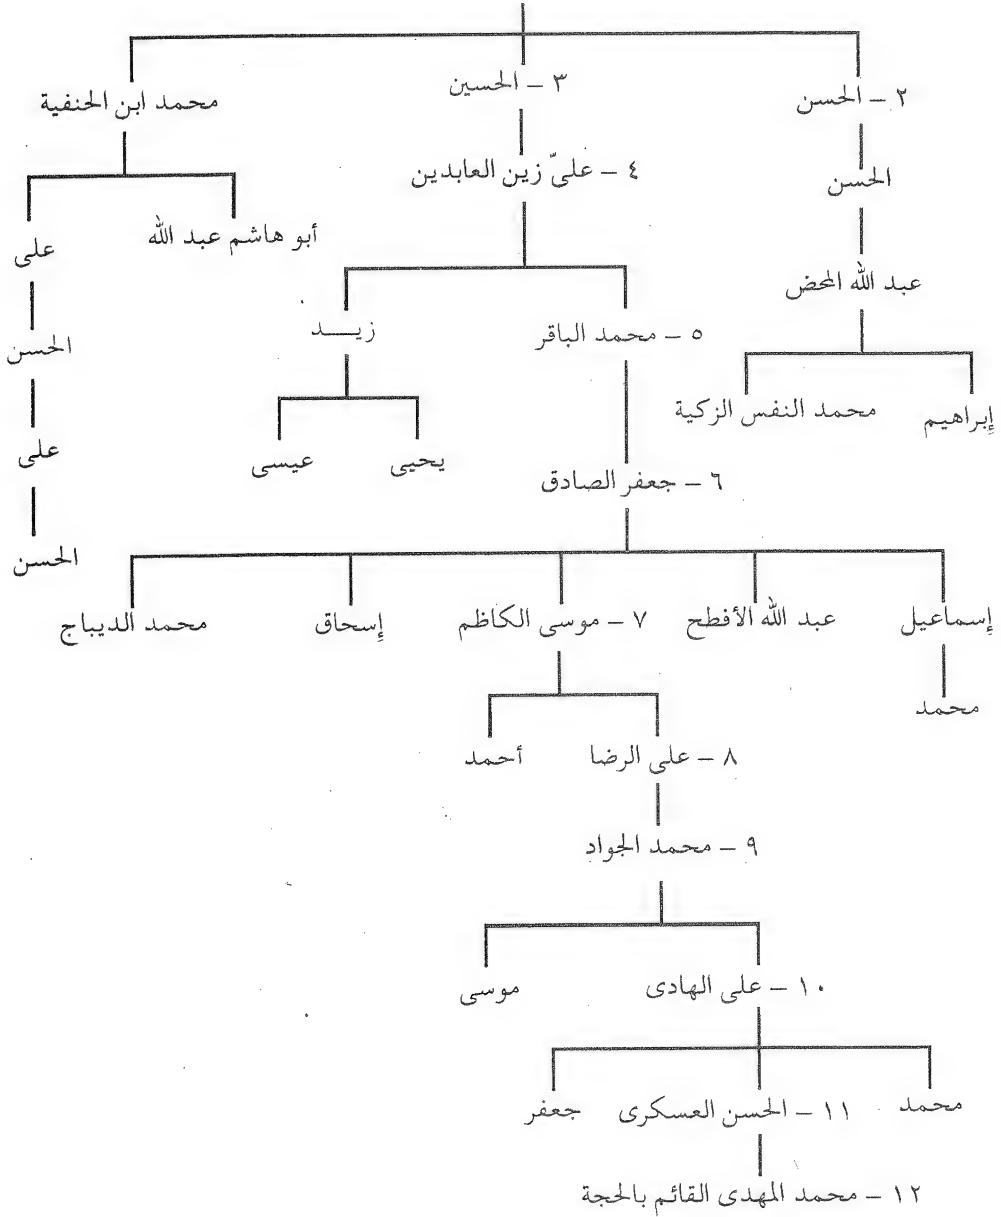 ٢ – الحسن
٣ – الحسين
محمد ابن الحنفية
الحسن
٤ – علىّ زين العابدين
أبو هاشم عبد الله
على
عبد الله المحض
٥ – محمد الباقر
زيـــد
الحسن
إبراهيم
محمد النفس الزكية
يحيى
عيسى
على
٦ – جعفر الصادق
الحسن
إسماعيل
عبد الله الأفطح
٧ – موسى الكاظم
إسحاق
محمد الديباج
محمد
٨ – على الرضا
أحمد
٩ – محمد الجواد
١٠ – على الهادى
موسى
محمد
١١ – الحسن العسكرى
جعفر
١٢ – محمد المهدى القائم بالحجة